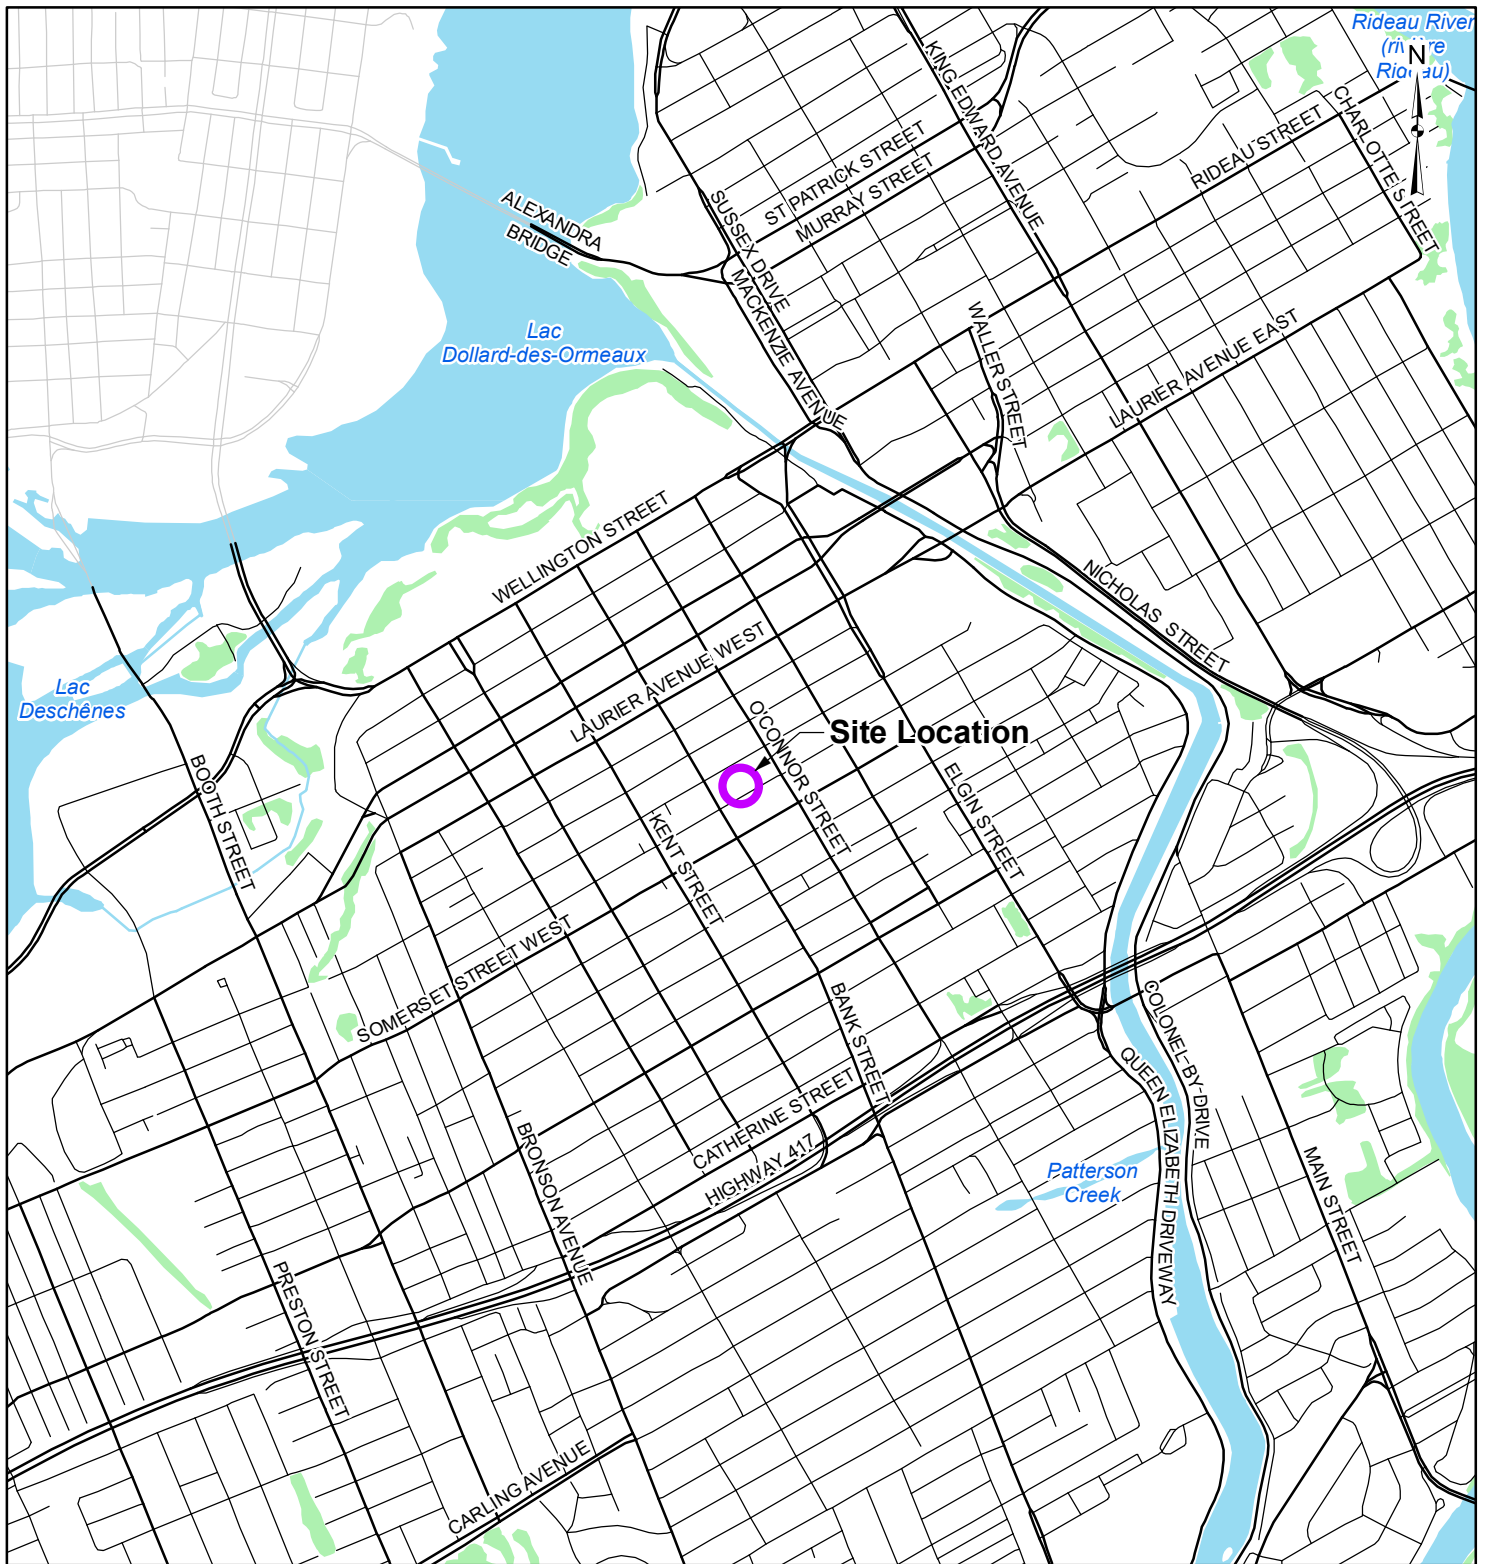 Rideau River
(rivière
Rideau)
N
KING EDWARD AVENUE
CHARLOTTE STREET
RIDEAU STREET
ST PATRICK STREET
MURRAY STREET
ALEXANDRA
BRIDGE
SUSSEX DRIVE
MACKENZIE AVENUE
Lac
Dollard-des-Ormeaux
WALLER STREET
LAURIER AVENUE EAST
WELLINGTON STREET
NICHOLAS STREET
LAURIER AVENUE WEST
Lac
Deschênes
O'CONNOR STREET
Site Location
BOOTH STREET
ELGIN STREET
KENT STREET
SOMERSET STREET WEST
BANK STREET
COLONEL BY DRIVE
QUEEN ELIZABETH DRIVEWAY
CATHERINE STREET
HIGHWAY 417
BRONSON AVENUE
Patterson
Creek
MAIN STREET
PRESTON STREET
CARLING AVENUE